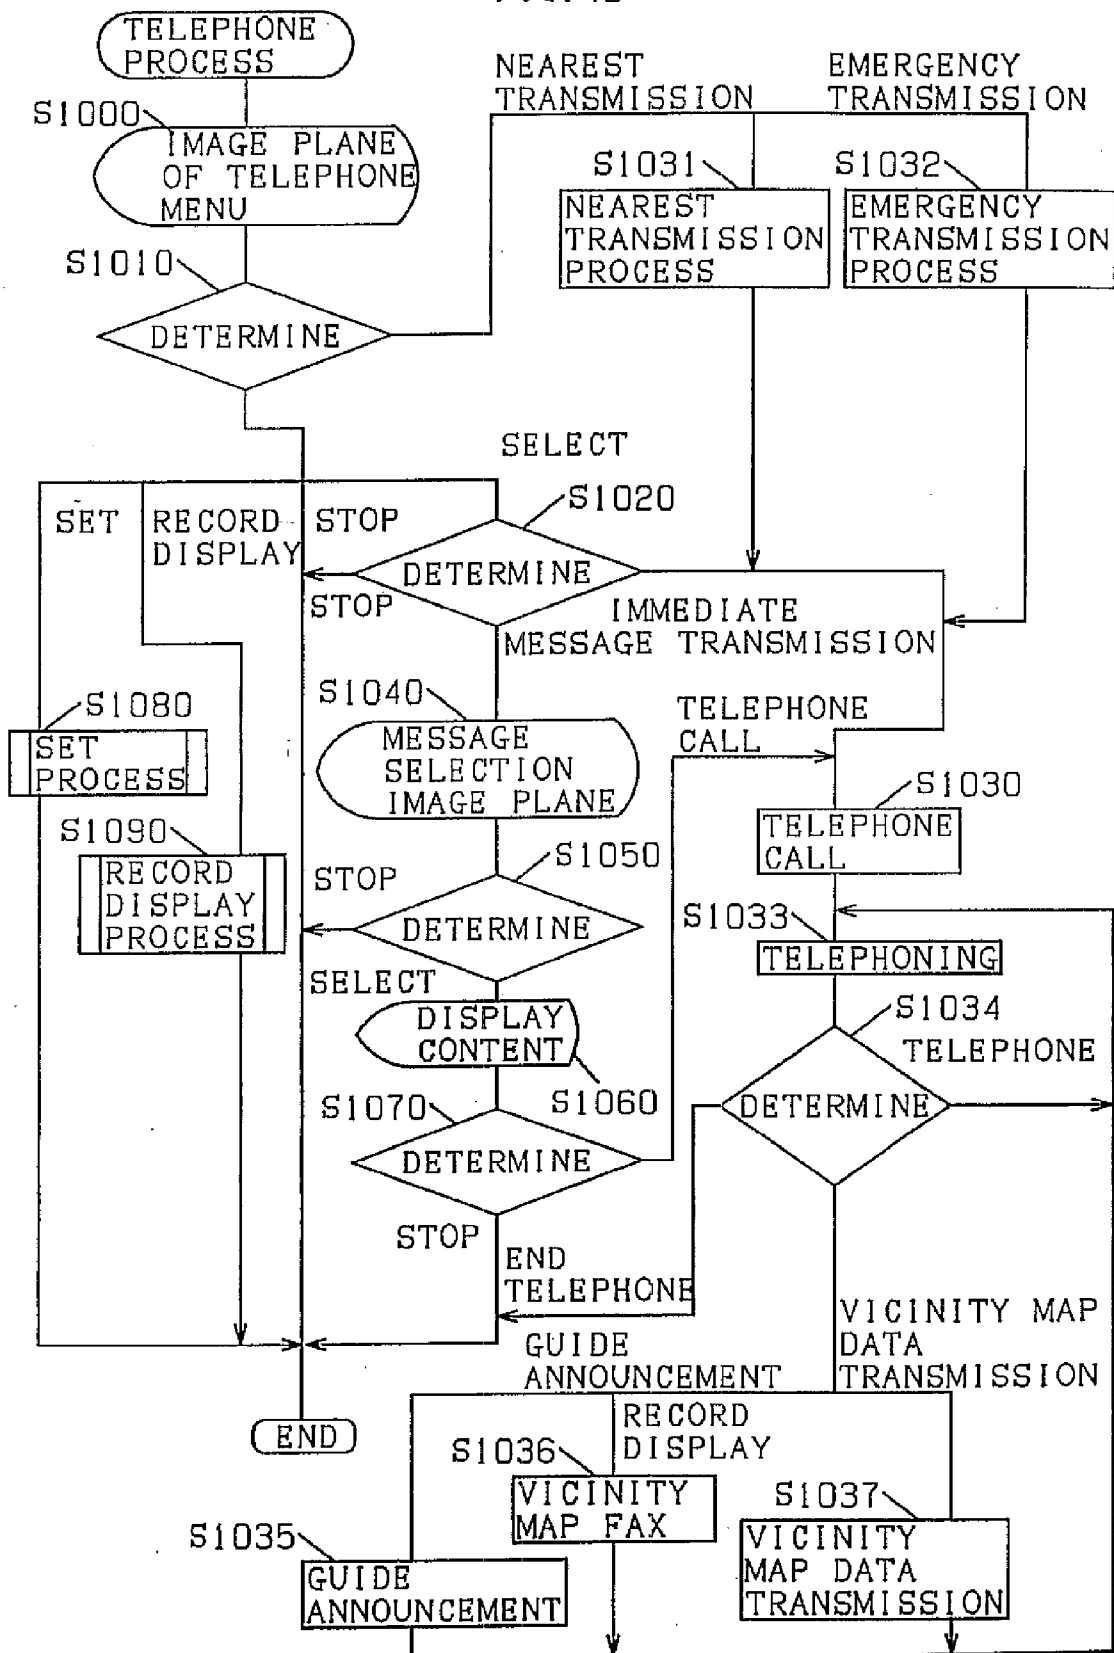 TELEPHONE
PROCESS
NEAREST
TRANSMISSION
EMERGENCY
TRANSMISSION
S1000
IMAGE PLANE
OF TELEPHONE
MENU
S1031
S1032
NEAREST
TRANSMISSION
PROCESS
EMERGENCY
TRANSMISSION
PROCESS
S1010
DETERMINE
SELECT
S1020
SET
RECORD
DISPLAY
STOP
DETERMINE
STOP
IMMEDIATE
MESSAGE TRANSMISSION
S1040
MESSAGE
SELECTION
IMAGE PLANE
TELEPHONE
CALL
S1080
SET
PROCESS
S1030
TELEPHONE
CALL
S1090
RECORD
DISPLAY
PROCESS
STOP
S1050
DETERMINE
S1033
TELEPHONING
SELECT
DISPLAY
CONTENT
S1060
S1034
TELEPHONE
DETERMINE
S1070
DETERMINE
STOP
END
TELEPHONE
GUIDE
ANNOUNCEMENT
VICINITY MAP
DATA
TRANSMISSION
END
RECORD
DISPLAY
S1036
VICINITY
MAP FAX
S1037
VICINITY
MAP DATA
TRANSMISSION
S1035
GUIDE
ANNOUNCEMENT